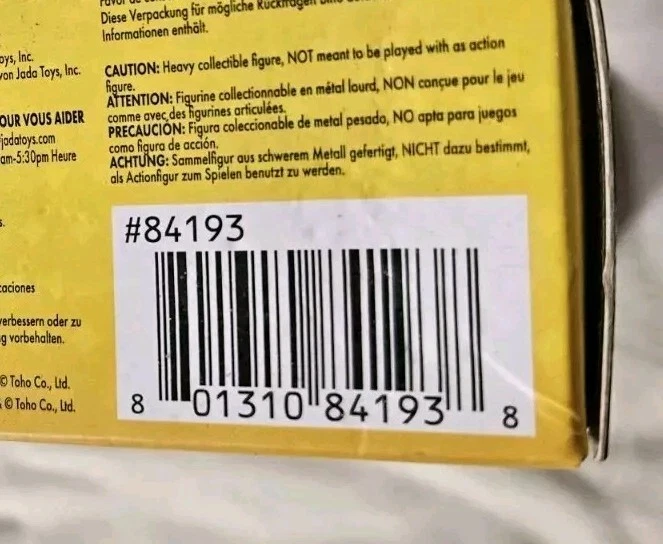 Diese Verpackung für mögliche
Informationen enthält.
Inc.
Jada Toys, Inc.
CAUTION: Heavy collectible figure, NOT meant to be played with as action
figure.
ATTENTION: Figurine collectionnable en métal lourd, NON conçue pour le jeu
comme avec des figurines articulées.
OUR VOUS AIDER
PRECAUCIÓN: Figura coleccionable de metal pesado, NO apta para juegos
como figura de acción.
jadatoys.com
am-5:30pm Heure
ACHTUNG: Sammelfigur aus schwerem Metall gefertigt, NICHT dazu bestimmt,
als Actionfigur zum Spielen benutzt zu werden.
s.
caciones
verbessern oder zu
g vorbehalten.
© Toho Co., Ltd.
© Toho Co., Ltd.
#84193
8 01310 84193 8